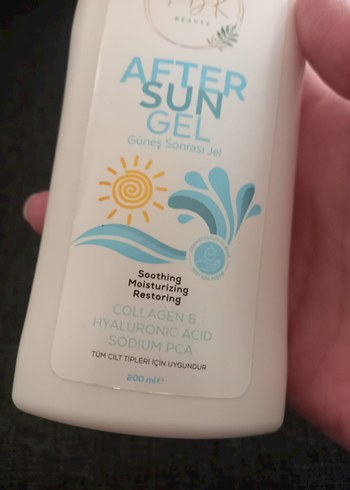 BEAUTY
AFTER
SUN
GEL
Güneş Sonrası Jel
Soothing
Moisturizing
Restoring
COLLAGEN &
HYALURONIC ACID
SODIUM PCA
TÜM CİLT TİPLERİ İÇİN UYGUNDUR
200 ml ℮